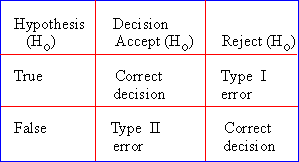 Hypothesis Decision
(Ho) Accept (Ho) Reject (Ho)
True Correct Type I
decision error
False Type II Correct
error decision